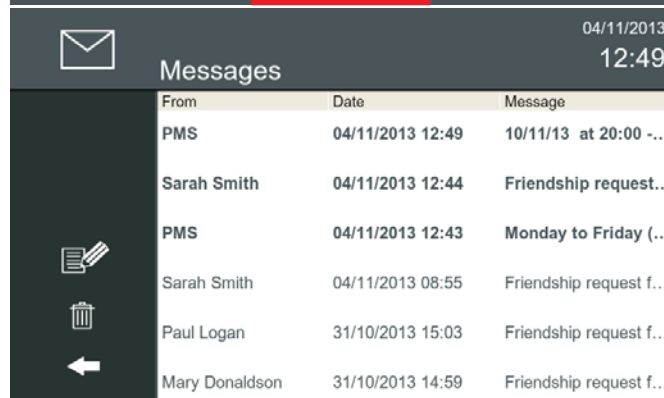 04/11/2013
Messages 12:49
From Date Message
PMS 04/11/2013 12:49 10/11/13 at 20:00 -..
Sarah Smith 04/11/2013 12:44 Friendship request..
PMS 04/11/2013 12:43 Monday to Friday (..
Sarah Smith 04/11/2013 08:55 Friendship request f..
Paul Logan 31/10/2013 15:03 Friendship request f..
Mary Donaldson 31/10/2013 14:59 Friendship request f..